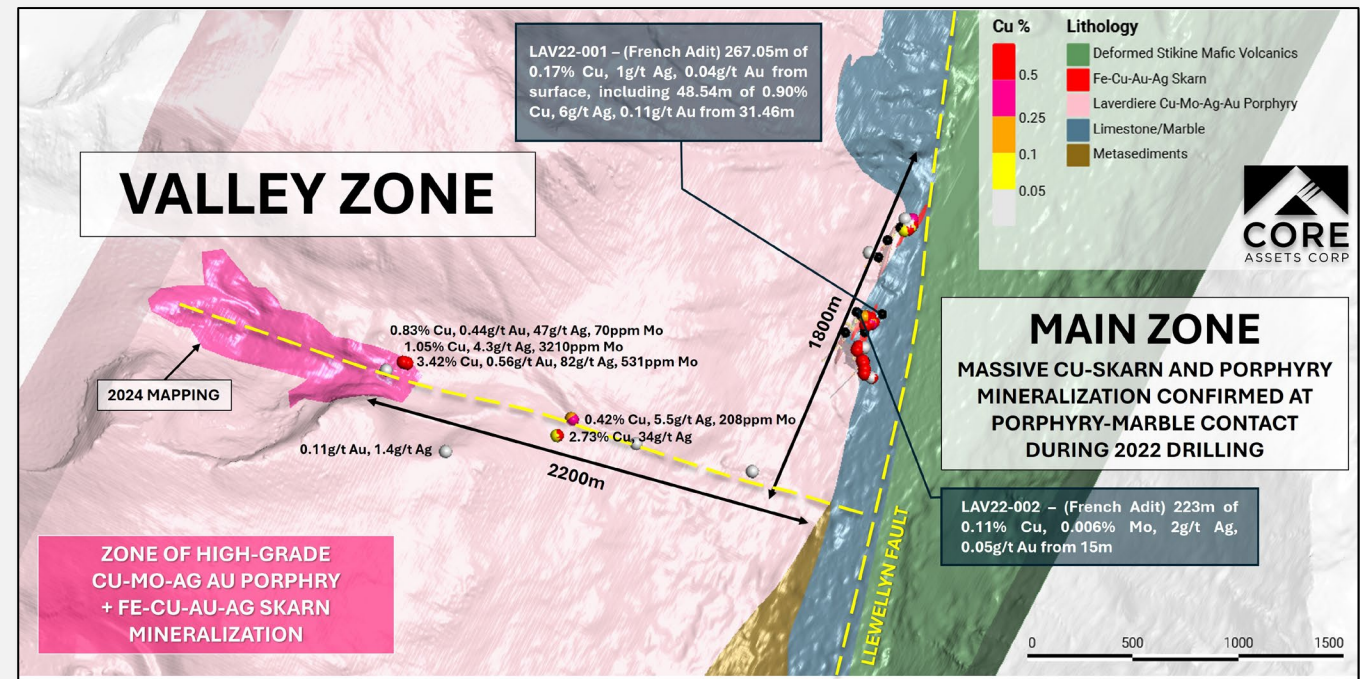 LAV22-001 – (French Adit) 267.05m of
0.17% Cu, 1g/t Ag, 0.04g/t Au from
surface, including 48.54m of 0.90%
Cu, 6g/t Ag, 0.11g/t Au from 31.46m
Cu %
0.5
0.25
0.1
0.05
Lithology
Deformed Stikine Mafic Volcanics
Fe-Cu-Au-Ag Skarn
Laverdiere Cu-Mo-Ag-Au Porphyry
Limestone/Marble
Metasediments
CORE
ASSETS CORP
VALLEY ZONE
MAIN ZONE
MASSIVE CU-SKARN AND PORPHYRY
MINERALIZATION CONFIRMED AT
PORPHYRY-MARBLE CONTACT
DURING 2022 DRILLING
1800m
0.83% Cu, 0.44g/t Au, 47g/t Ag, 70ppm Mo
1.05% Cu, 4.3g/t Ag, 3210ppm Mo
3.42% Cu, 0.56g/t Au, 82g/t Ag, 531ppm Mo
2024 MAPPING
0.42% Cu, 5.5g/t Ag, 208ppm Mo
2.73% Cu, 34g/t Ag
0.11g/t Au, 1.4g/t Ag
2200m
LAV22-002 – (French Adit) 223m of
0.11% Cu, 0.006% Mo, 2g/t Ag,
0.05g/t Au from 15m
LLEWELLYN FAULT
ZONE OF HIGH-GRADE
CU-MO-AG AU PORPHRY
+ FE-CU-AU-AG SKARN
MINERALIZATION
0 500 1000 1500